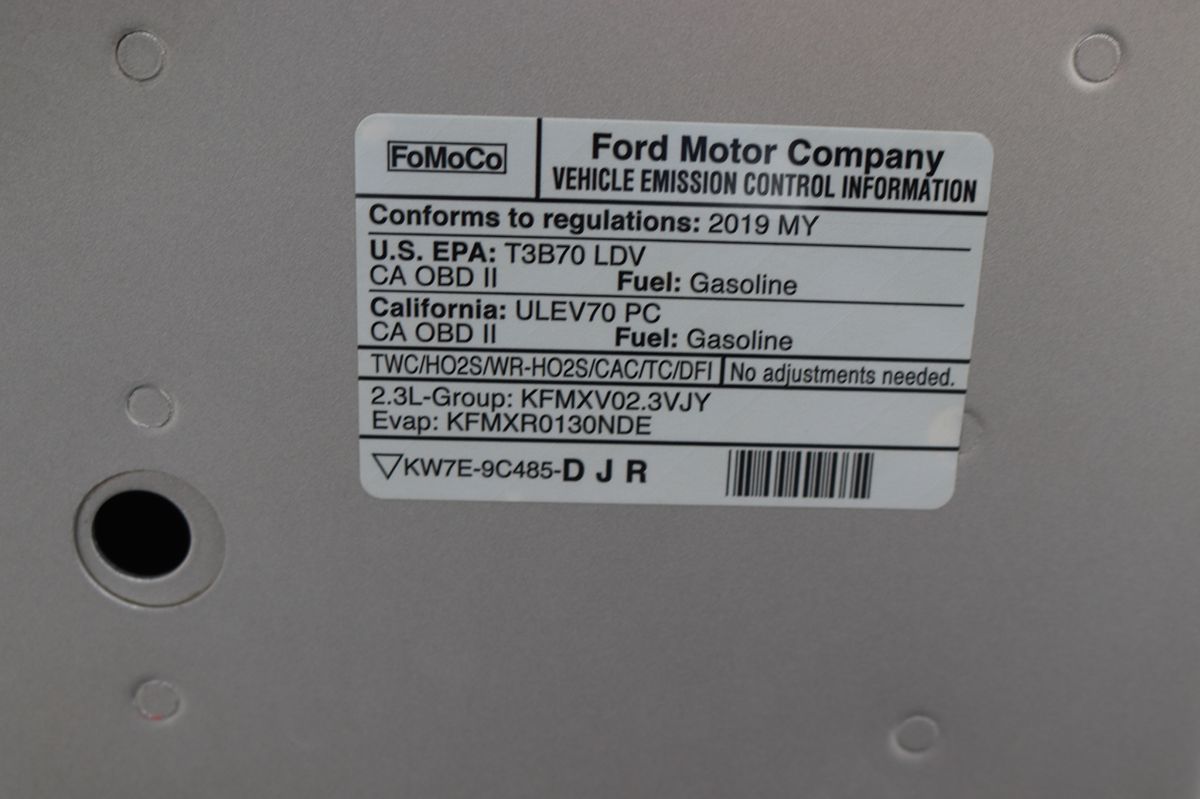 FoMoCo
Ford Motor Company
VEHICLE EMISSION CONTROL INFORMATION
Conforms to regulations: 2019 MY
U.S. EPA: T3B70 LDV
CA OBD II Fuel: Gasoline
California: ULEV70 PC
CA OBD II Fuel: Gasoline
TWC/HO2S/WR-HO2S/CAC/TC/DFI No adjustments needed.
2.3L-Group: KFMXV02.3VJY
Evap: KFMXR0130NDE
▽KW7E-9C485-D J R